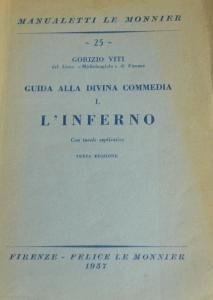 MANUALETTI LE MONNIER
- 25 -
GORIZIO VITI
del Liceo «Michelangiolo» di Firenze
GUIDA ALLA DIVINA COMMEDIA
I.
L'INFERNO
Con tavole esplicative
TERZA EDIZIONE
FIRENZE - FELICE LE MONNIER
1957